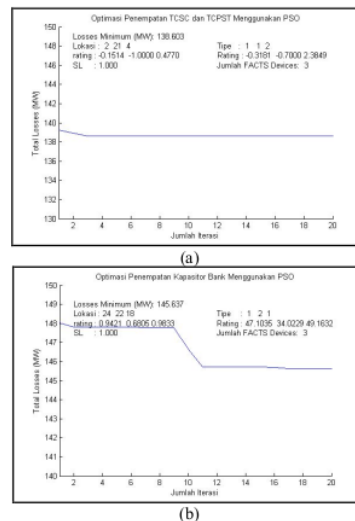 Optimasi Penempatan TCSC dan TCPST Menggunakan PSO
150
148
146
144
142
140
138
136
134
132
130
Total Losses (MW)
Losses Minimum (MW): 138.603
Lokasi : 2 21 4 Tipe : 1 1 2
rating : -0.1514 -1.0000 0.4770 Rating : -0.3181 -0.7000 2.3849
SL : 1.000 Jumlah FACTS Devices: 3
2 4 6 8 10 12 14 16 18 20
Jumlah Iterasi
(a)
Optimasi Penempatan Kapasitor Bank Menggunakan PSO
150
149
148
147
146
145
144
143
142
141
140
Total Losses (MW)
Losses Minimum (MW): 145.637
Lokasi : 24 22 18 Tipe : 1 2 1
rating : 0.9421 0.6805 0.9833 Rating : 47.1035 34.0229 49.1632
SL : 1.000 Jumlah FACTS Devices: 3
2 4 6 8 10 12 14 16 18 20
Jumlah Iterasi
(b)